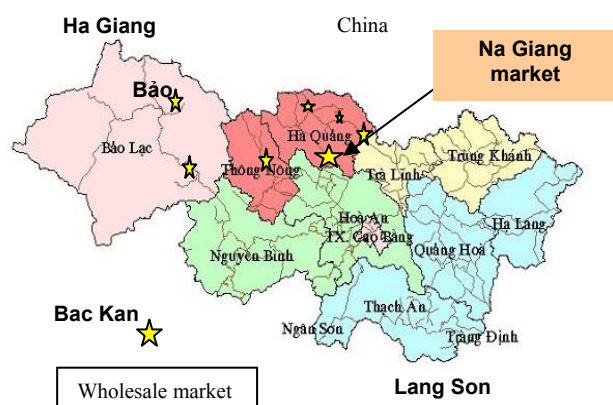 Ha Giang
China
Na Giang
market
Bảo
Hà Quảng
Bảo Lạc
Thông Nông
Trùng Khánh
Trà Lĩnh
Hạ Lang
Hoà An
TX. Cao Bằng
Quảng Hoà
Nguyên Bình
Bac Kan
Thạch An
Ngân Sơn
Tràng Định
Wholesale market
Lang Son